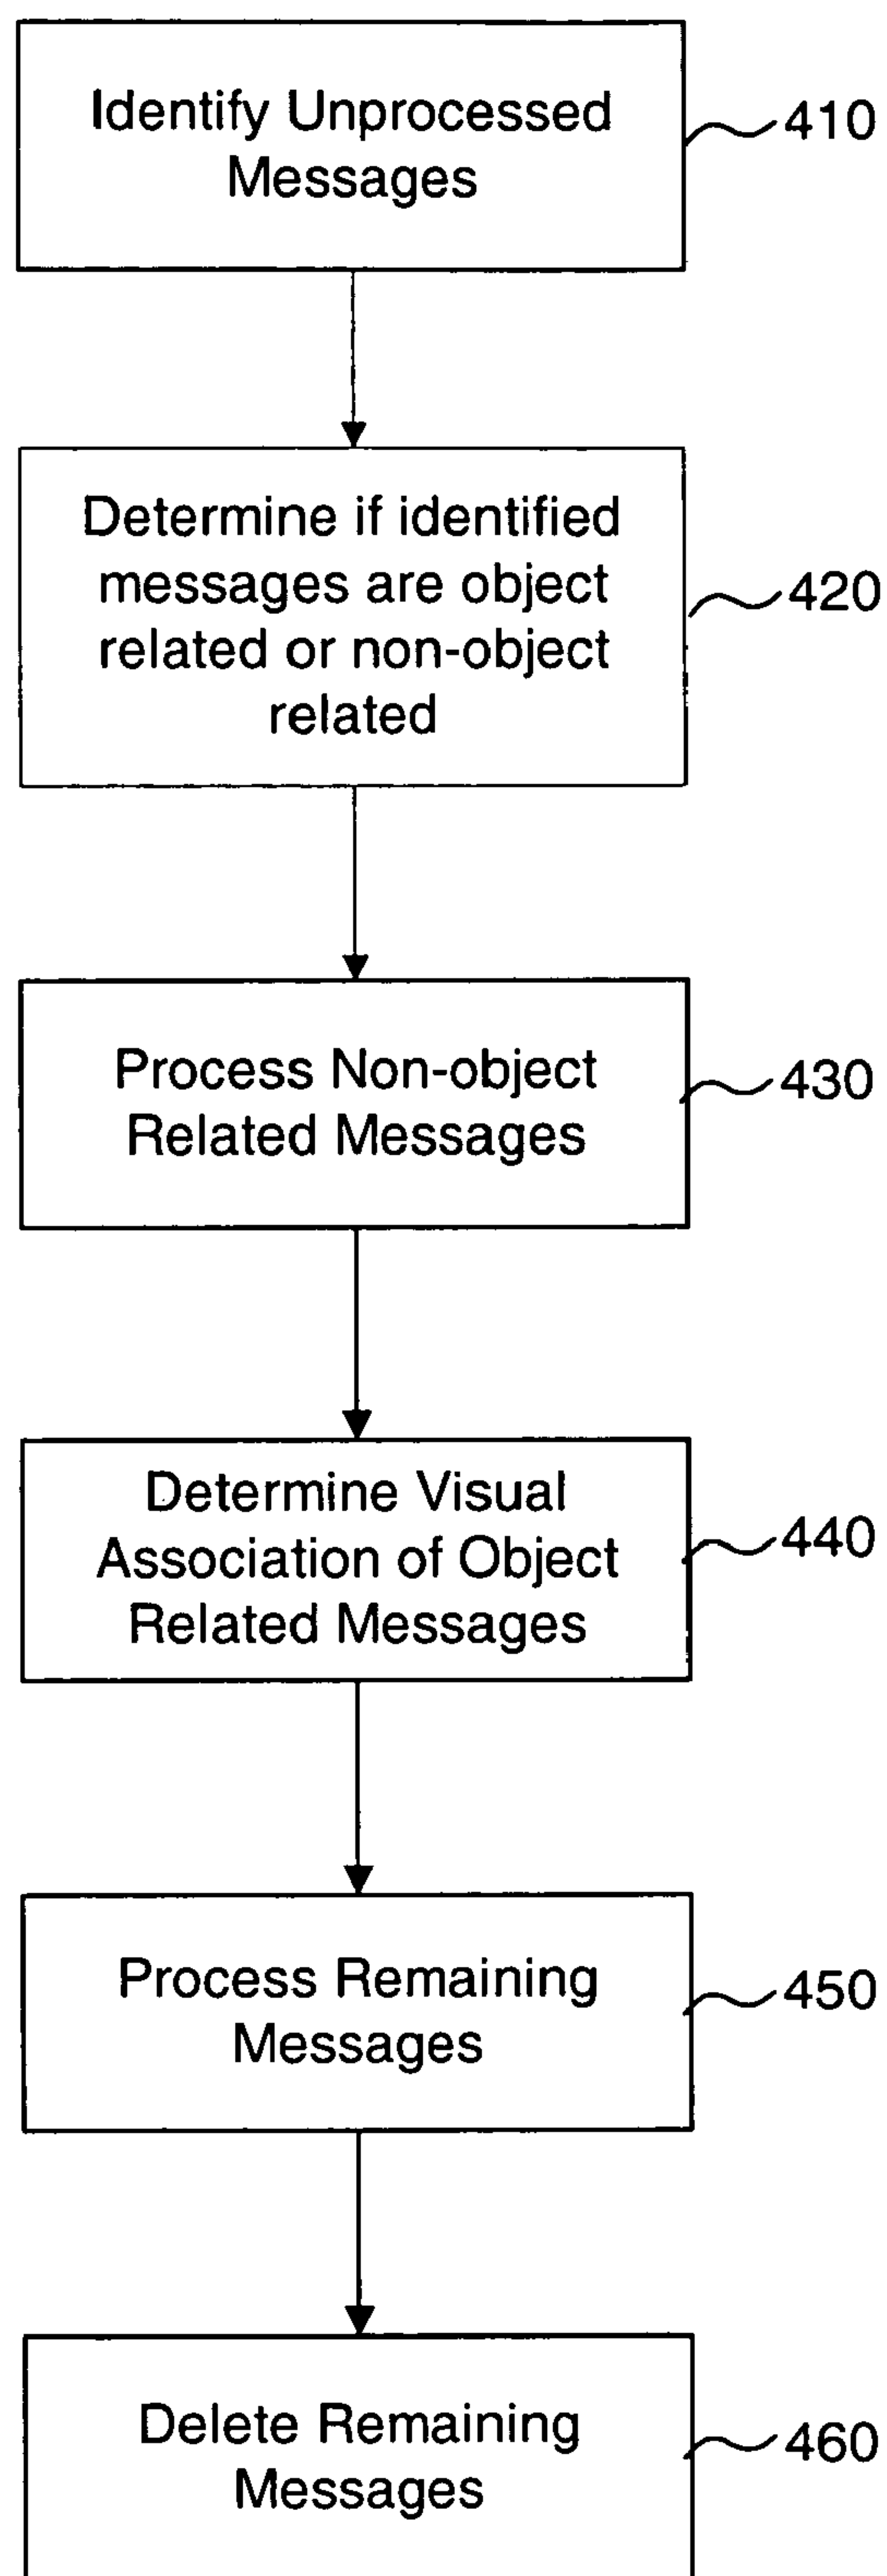 Identify Unprocessed
Messages
410
Determine if identified
messages are object
related or non-object
related
420
Process Non-object
Related Messages
430
Determine Visual
Association of Object
Related Messages
440
Process Remaining
Messages
450
Delete Remaining
Messages
460